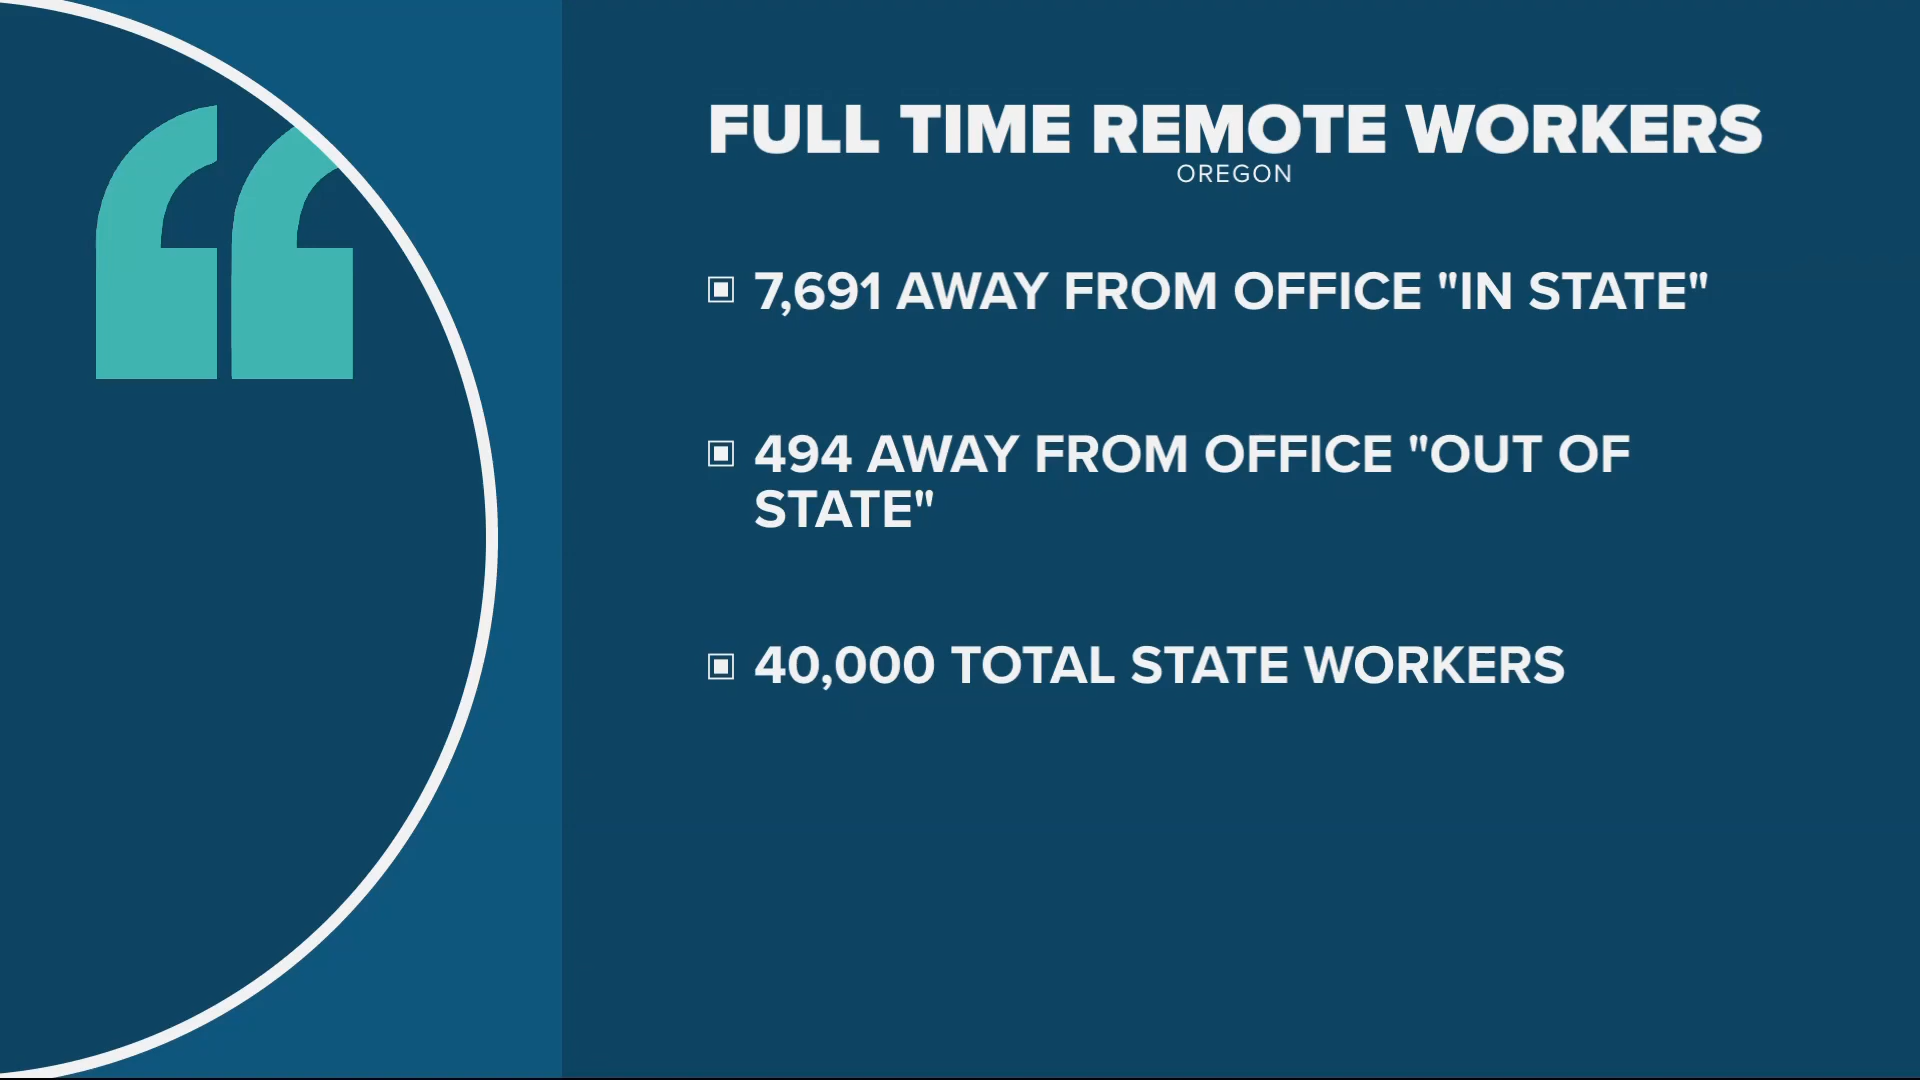 FULL TIME REMOTE WORKERS
OREGON
7,691 AWAY FROM OFFICE "IN STATE"
494 AWAY FROM OFFICE "OUT OF
STATE"
40,000 TOTAL STATE WORKERS